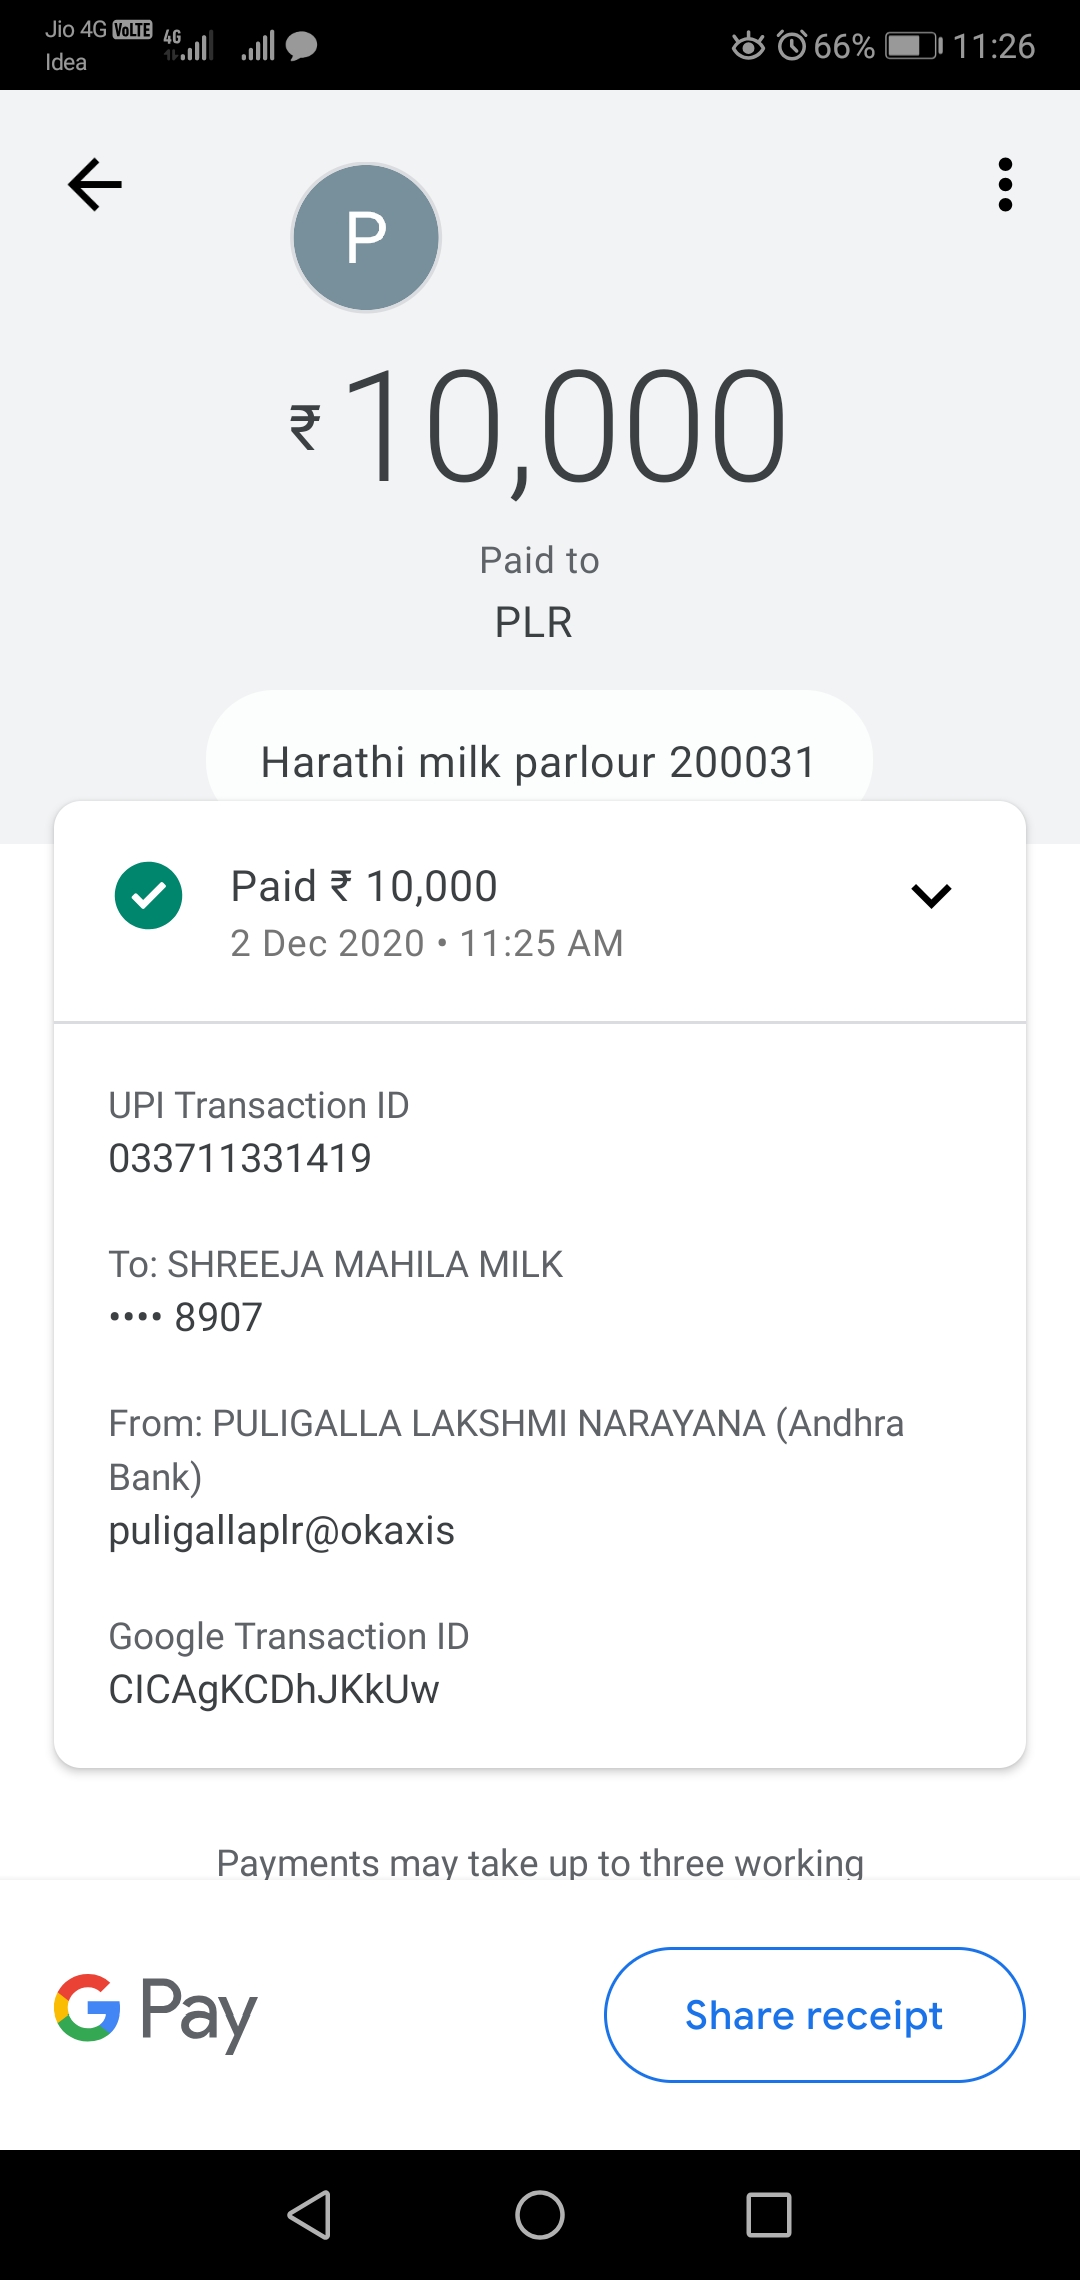 Jio 4G VoLTE 4G 66% 11:26
Idea
P
₹ 10,000
Paid to
PLR
Harathi milk parlour 200031
Paid ₹ 10,000
2 Dec 2020 • 11:25 AM
UPI Transaction ID
033711331419
To: SHREEJA MAHILA MILK
•••• 8907
From: PULIGALLA LAKSHMI NARAYANA (Andhra
Bank)
puligallaplr@okaxis
Google Transaction ID
CICAgKCDhJKkUw
Payments may take up to three working
G Pay
Share receipt